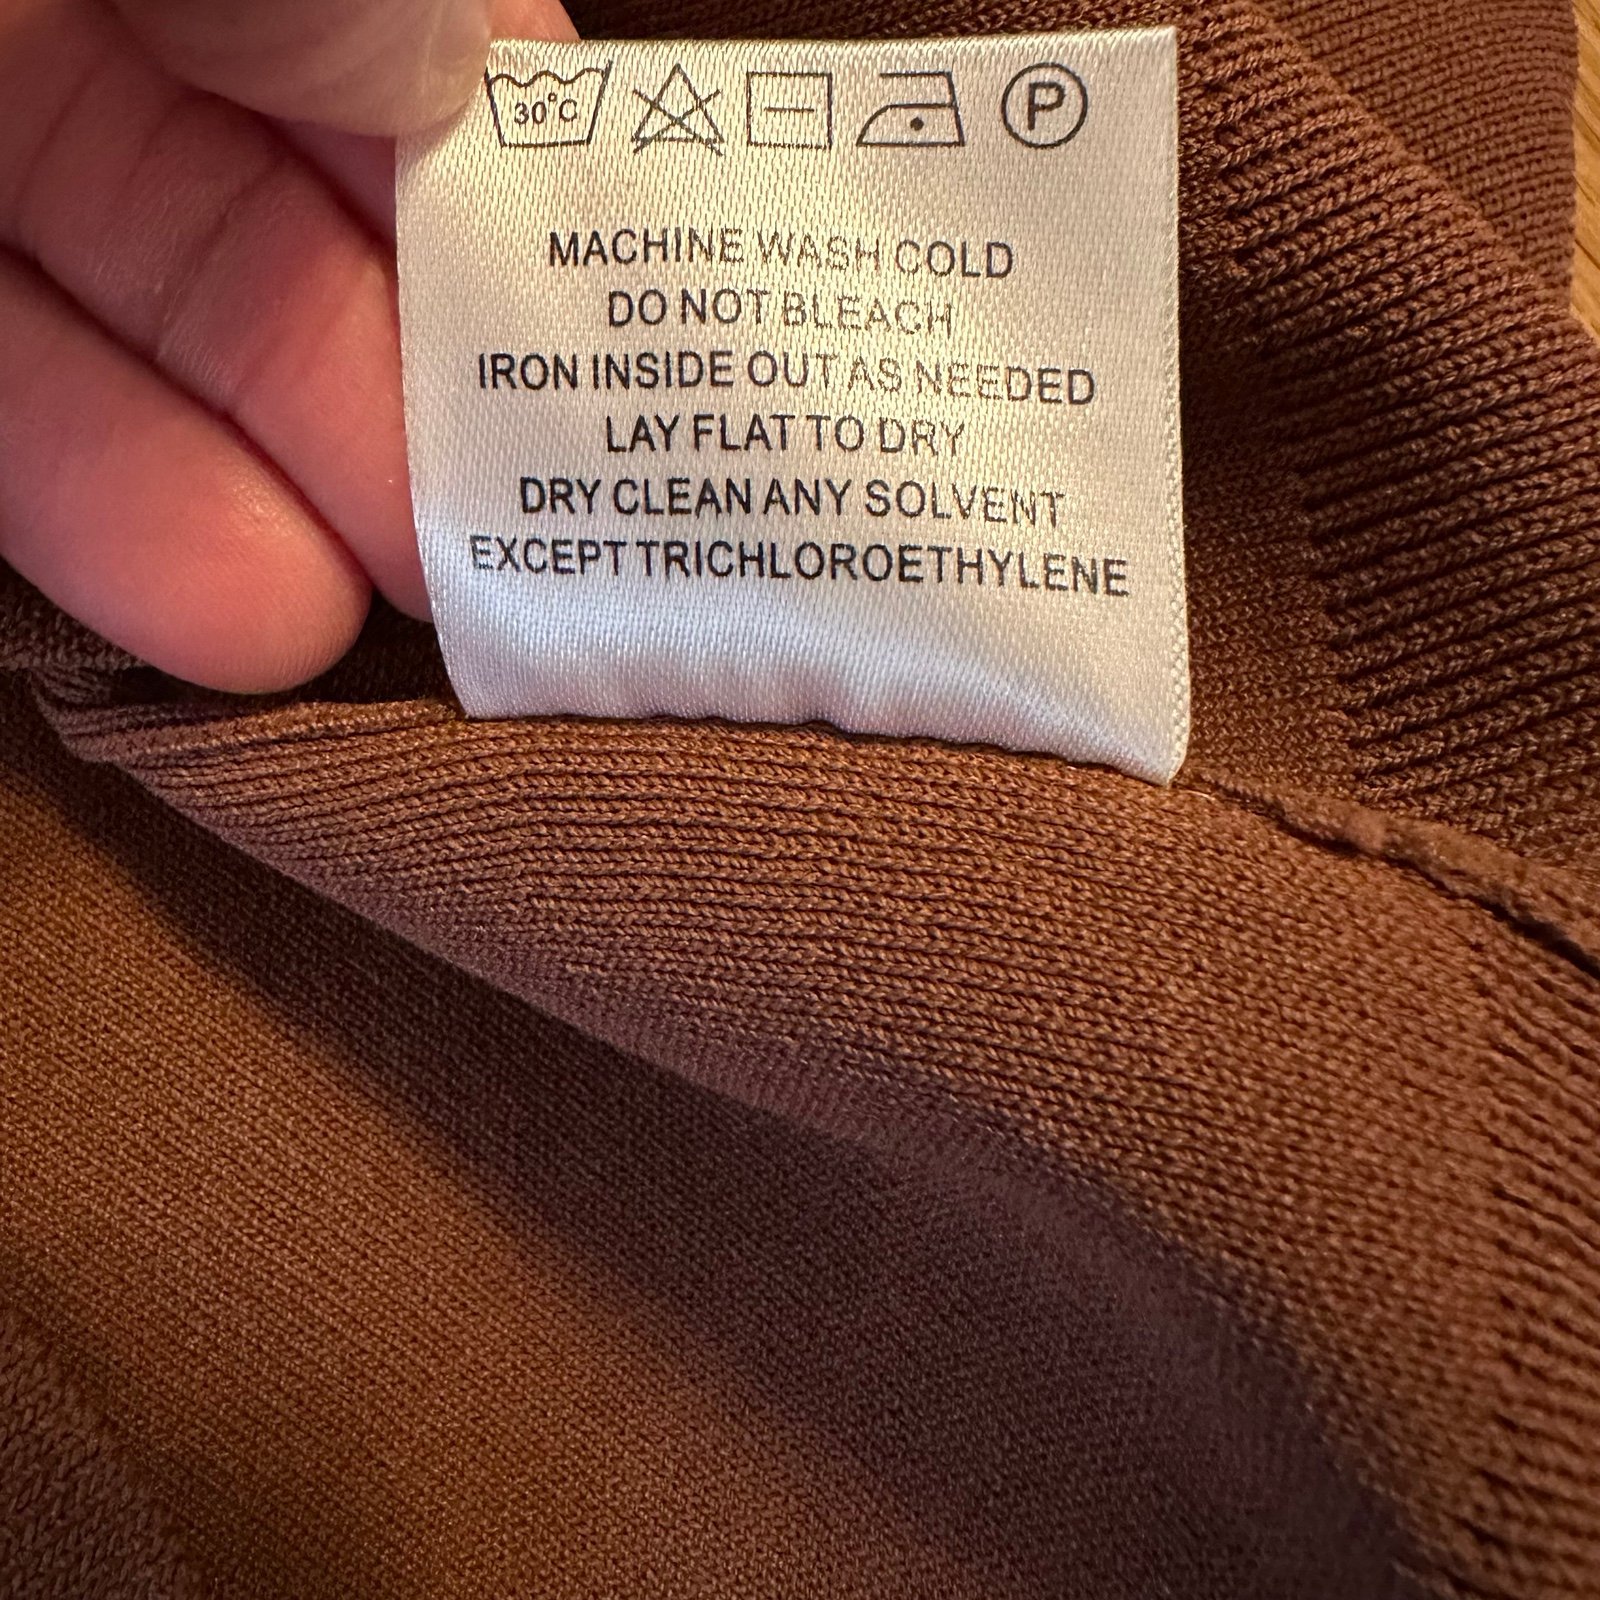 30°C P
MACHINE WASH COLD
DO NOT BLEACH
IRON INSIDE OUT AS NEEDED
LAY FLAT TO DRY
DRY CLEAN ANY SOLVENT
EXCEPT TRICHLOROETHYLENE